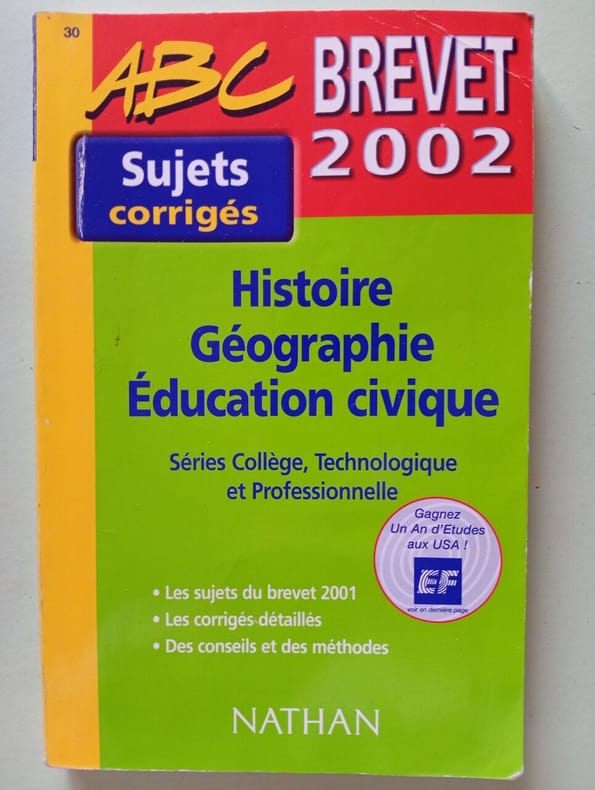 30
ABC
BREVET
2002
Sujets
corrigés
Histoire
Géographie
Éducation civique
Séries Collège, Technologique
et Professionnelle
Gagnez
Un An d'Etudes
aux USA !
EF
voir en dernière page
• Les sujets du brevet 2001
• Les corrigés détaillés
• Des conseils et des méthodes
NATHAN